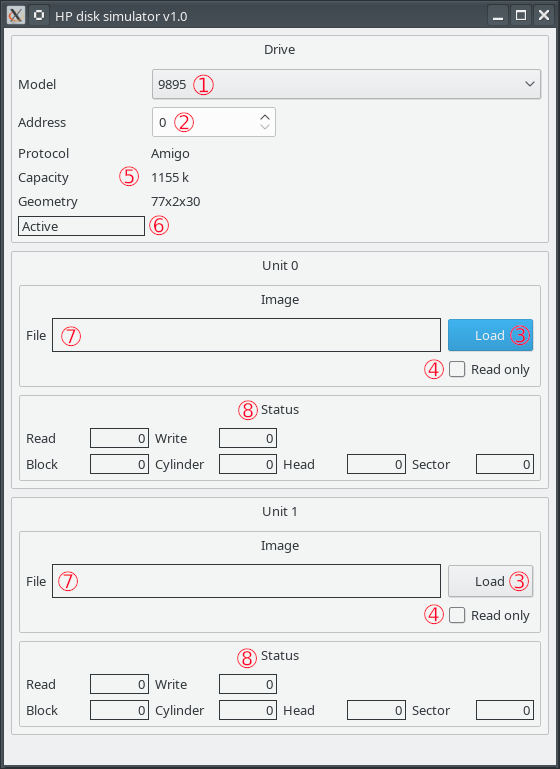 HP disk simulator v1.0
Drive
Model 9895 ①
Address 0 ②
Protocol Amigo
Capacity ⑤ 1155 k
Geometry 77x2x30
Active ⑥
Unit 0
Image
File ⑦ Load ③
④ Read only
⑧ Status
Read 0 Write 0
Block 0 Cylinder 0 Head 0 Sector 0
Unit 1
Image
File ⑦ Load ③
④ Read only
⑧ Status
Read 0 Write 0
Block 0 Cylinder 0 Head 0 Sector 0